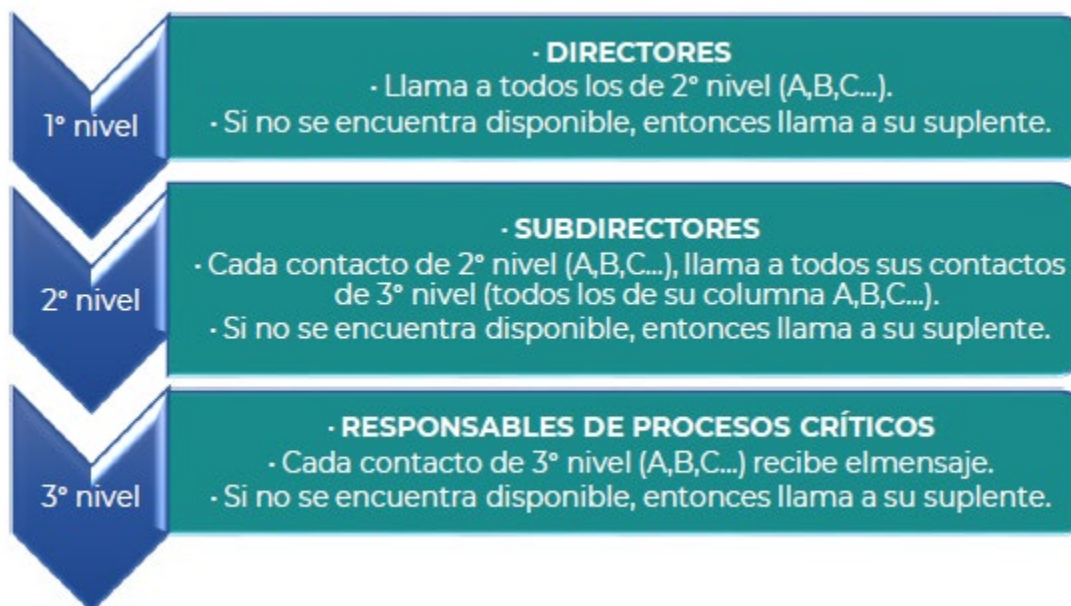 1° nivel
· DIRECTORES
· Llama a todos los de 2° nivel (A,B,C...).
· Si no se encuentra disponible, entonces llama a su suplente.
2° nivel
· SUBDIRECTORES
· Cada contacto de 2° nivel (A,B,C...), llama a todos sus contactos
de 3° nivel (todos los de su columna A,B,C...).
· Si no se encuentra disponible, entonces llama a su suplente.
3° nivel
· RESPONSABLES DE PROCESOS CRÍTICOS
· Cada contacto de 3° nivel (A,B,C...) recibe elmensaje.
· Si no se encuentra disponible, entonces llama a su suplente.